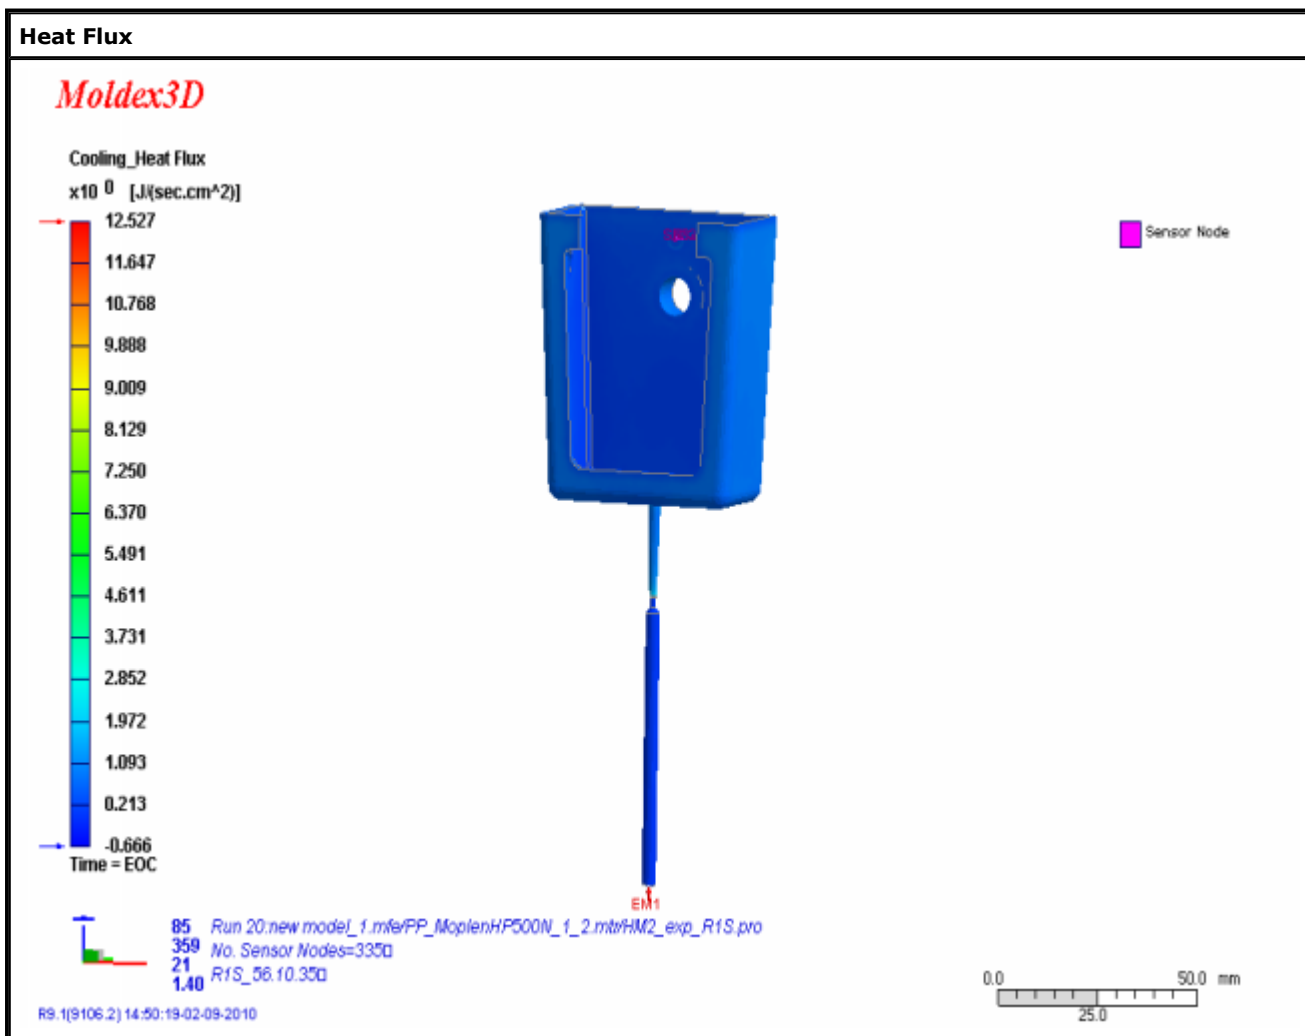 Heat Flux
Moldex3D
Cooling_Heat Flux
x10 0 [J/(sec.cm^2)]
12.527
11.647
10.768
9.888
9.009
8.129
7.250
6.370
5.491
4.611
3.731
2.852
1.972
1.093
0.213
-0.666
Time = EOC
Sensor Node
EM1
85 Run 20:new model_1.mfe/PP_MoplenHP500N_1_2.mtr/HM2_exp_R1S.pro
359 No. Sensor Nodes=335□
21
1.40 R1S_56.10.35□
0.0 50.0 mm
25.0
R9.1(9106.2) 14:50:19-02-09-2010